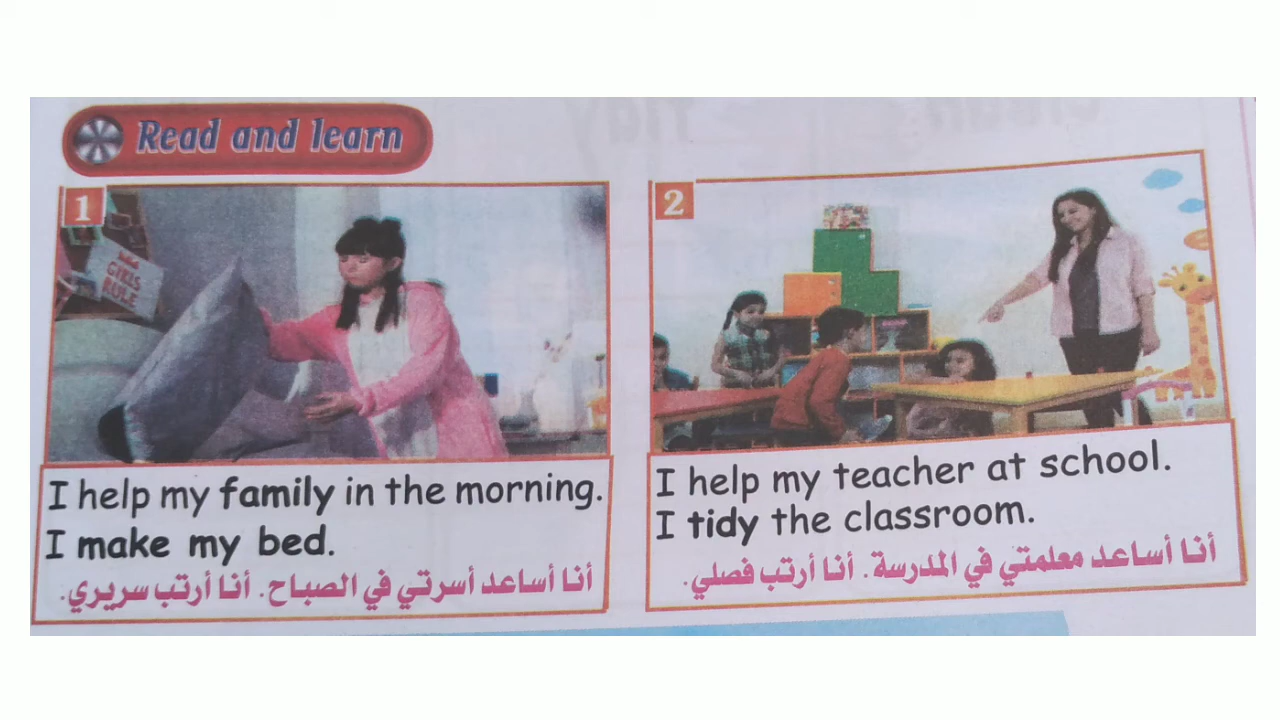 Read and learn
1
GIRLS
RULE
I help my family in the morning.
I make my bed.
أنا أساعد أسرتي في الصباح. أنا أرتب سريري.
2
I help my teacher at school.
I tidy the classroom.
أنا أساعد معلمتي في المدرسة. أنا أرتب فصلي.